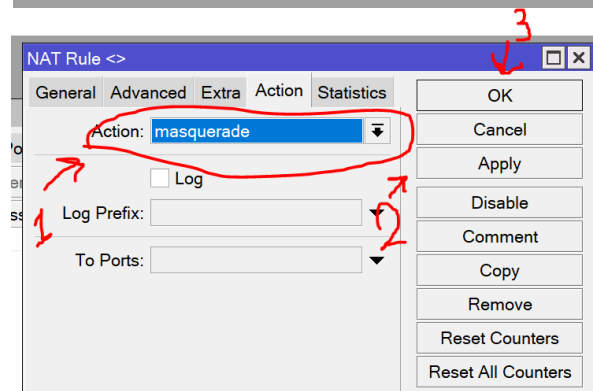 3
NAT Rule <>
General Advanced Extra Action Statistics
OK
Action: masquerade
Cancel
Log
Apply
1
2
Log Prefix:
Disable
Comment
To Ports:
Copy
Remove
Reset Counters
Reset All Counters